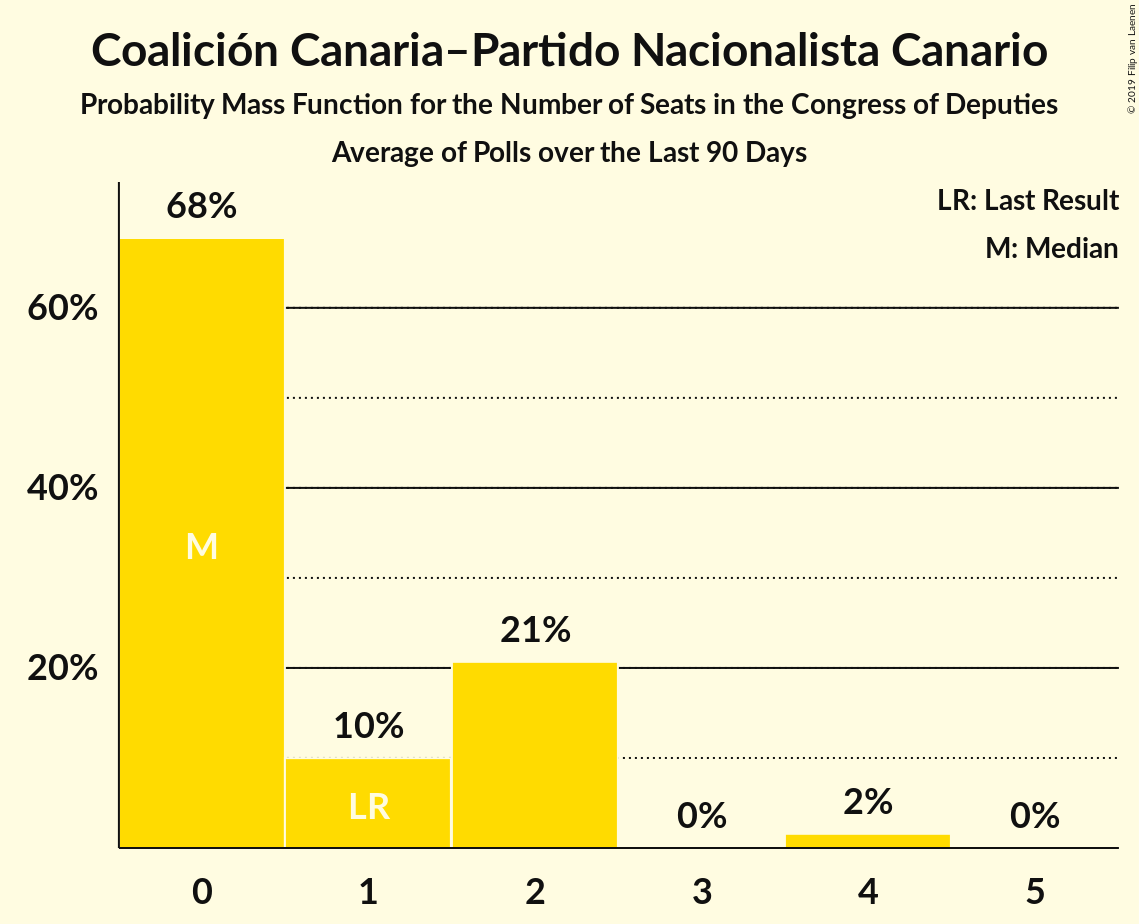 Coalición Canaria–Partido Nacionalista Canario
Probability Mass Function for the Number of Seats in the Congress of Deputies
Average of Polls over the Last 90 Days
© 2019 Filip van Laenen
LR: Last Result
M: Median
68%
60%
40%
M
21%
20%
10%
LR
0%
2%
0%
0 1 2 3 4 5